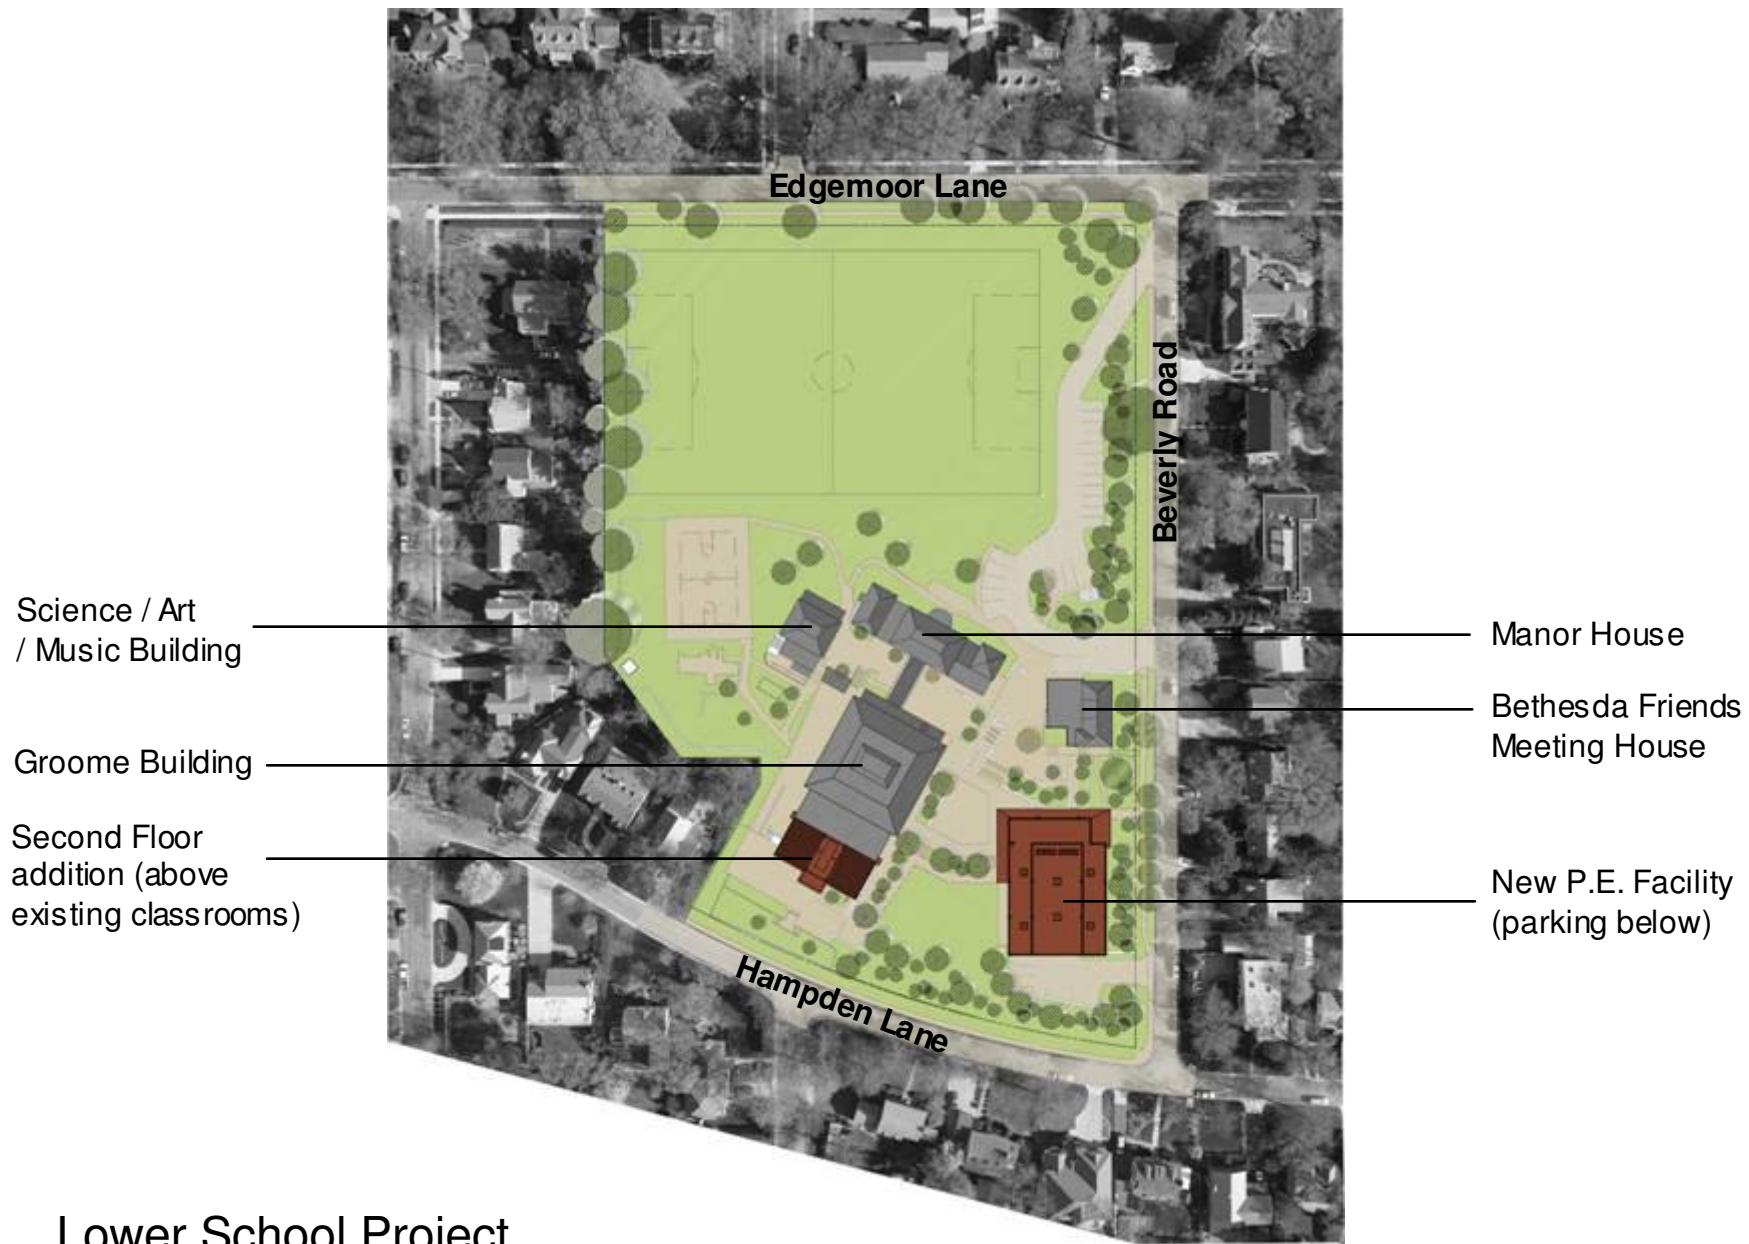 Edgemoor Lane
Beverly Road
Science / Art
/ Music Building
Manor House
Bethesda Friends
Meeting House
Groome Building
Second Floor
addition (above
existing classrooms)
New P.E. Facility
(parking below)
Hampden Lane
Lower School Project